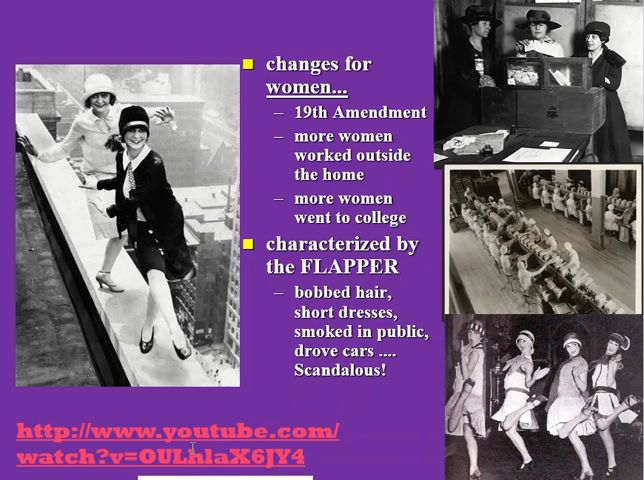 changes for
women...
– 19th Amendment
– more women
worked outside
the home
– more women
went to college
characterized by
the FLAPPER
– bobbed hair,
short dresses,
smoked in public,
drove cars ....
Scandalous!
http://www.youtube.com/
watch?v=OULhlaX6JY4